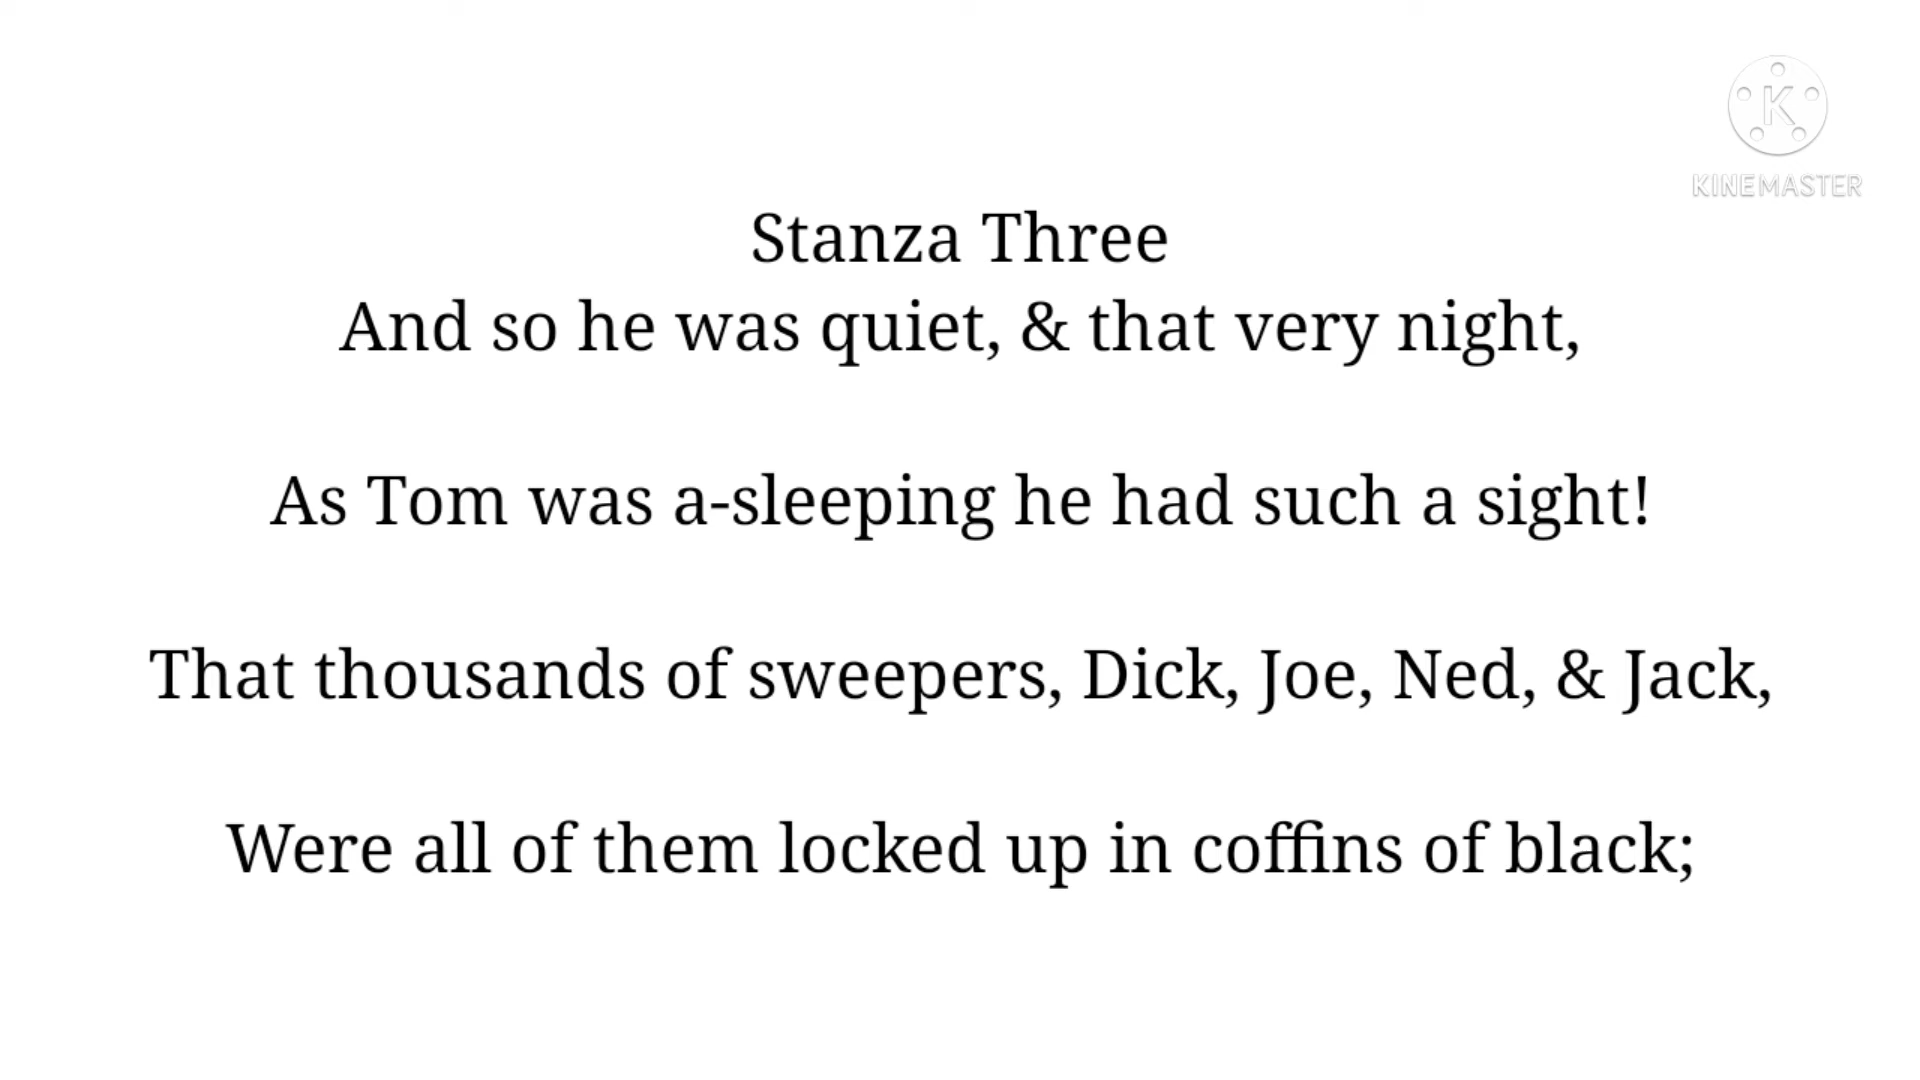 K
KINEMASTER
Stanza Three
And so he was quiet, & that very night,
As Tom was a-sleeping he had such a sight!
That thousands of sweepers, Dick, Joe, Ned, & Jack,
Were all of them locked up in coffins of black;